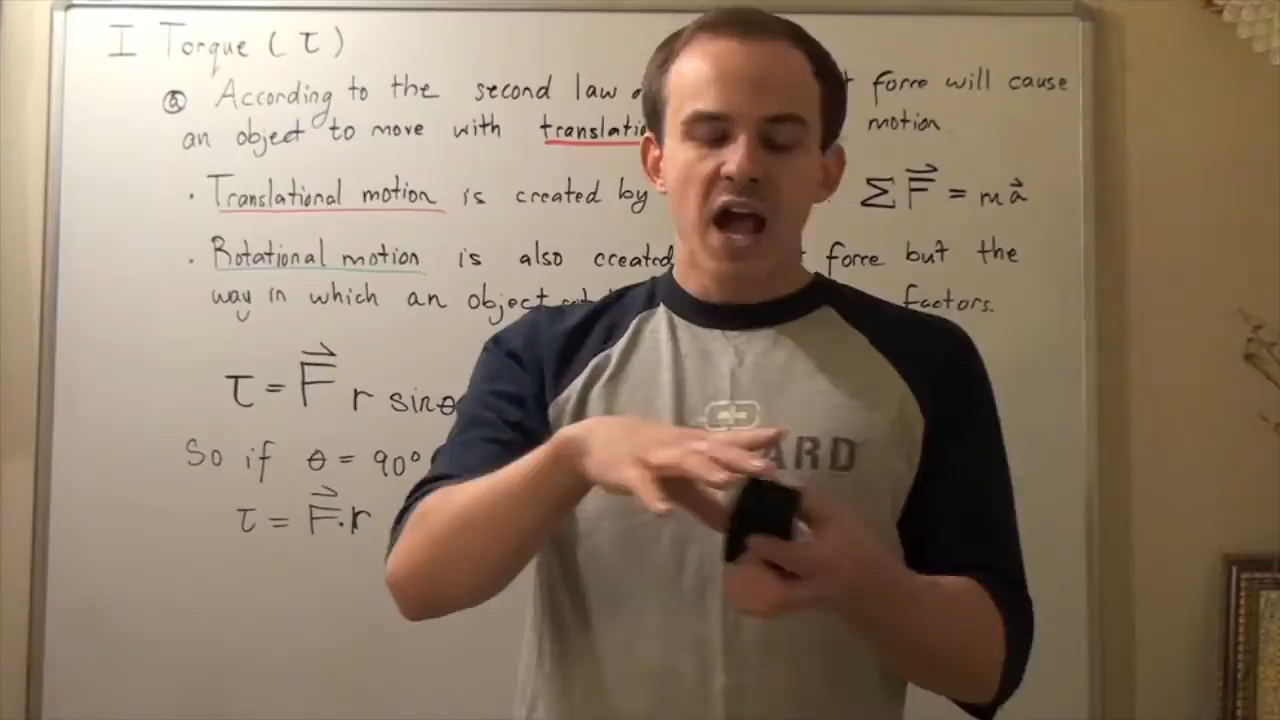 I Torque (τ)
ⓐ According to the second law force will cause
an object to move with motion
· Translational motion is created by ΣF⃗ = ma⃗
· Rotational motion is also created force but the
way in which an object factors.
τ = F⃗ r sinθ
So if θ = 90°
τ = F⃗·r
ARD